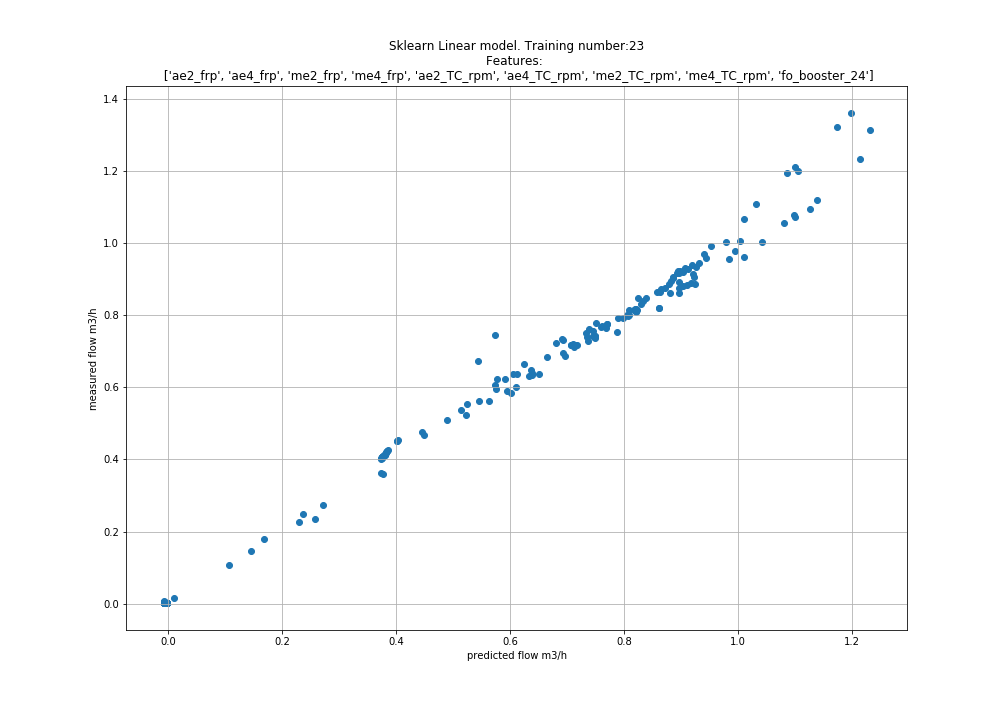 Sklearn Linear model. Training number:23
Features:
['ae2_frp', 'ae4_frp', 'me2_frp', 'me4_frp', 'ae2_TC_rpm', 'ae4_TC_rpm', 'me2_TC_rpm', 'me4_TC_rpm', 'fo_booster_24']
measured flow m3/h
1.4
1.2
1.0
0.8
0.6
0.4
0.2
0.0
0.0 0.2 0.4 0.6 0.8 1.0 1.2
predicted flow m3/h